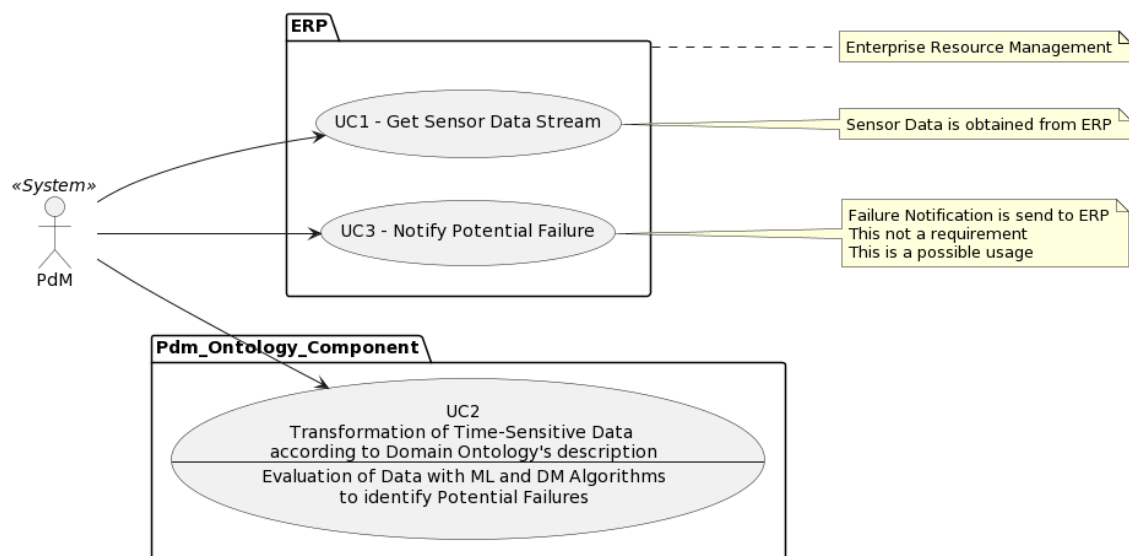 ERP
Enterprise Resource Management
UC1 - Get Sensor Data Stream
Sensor Data is obtained from ERP
«System»
PdM
UC3 - Notify Potential Failure
Failure Notification is send to ERP
This not a requirement
This is a possible usage
Pdm_Ontology_Component
UC2
Transformation of Time-Sensitive Data
according to Domain Ontology's description
Evaluation of Data with ML and DM Algorithms
to identify Potential Failures